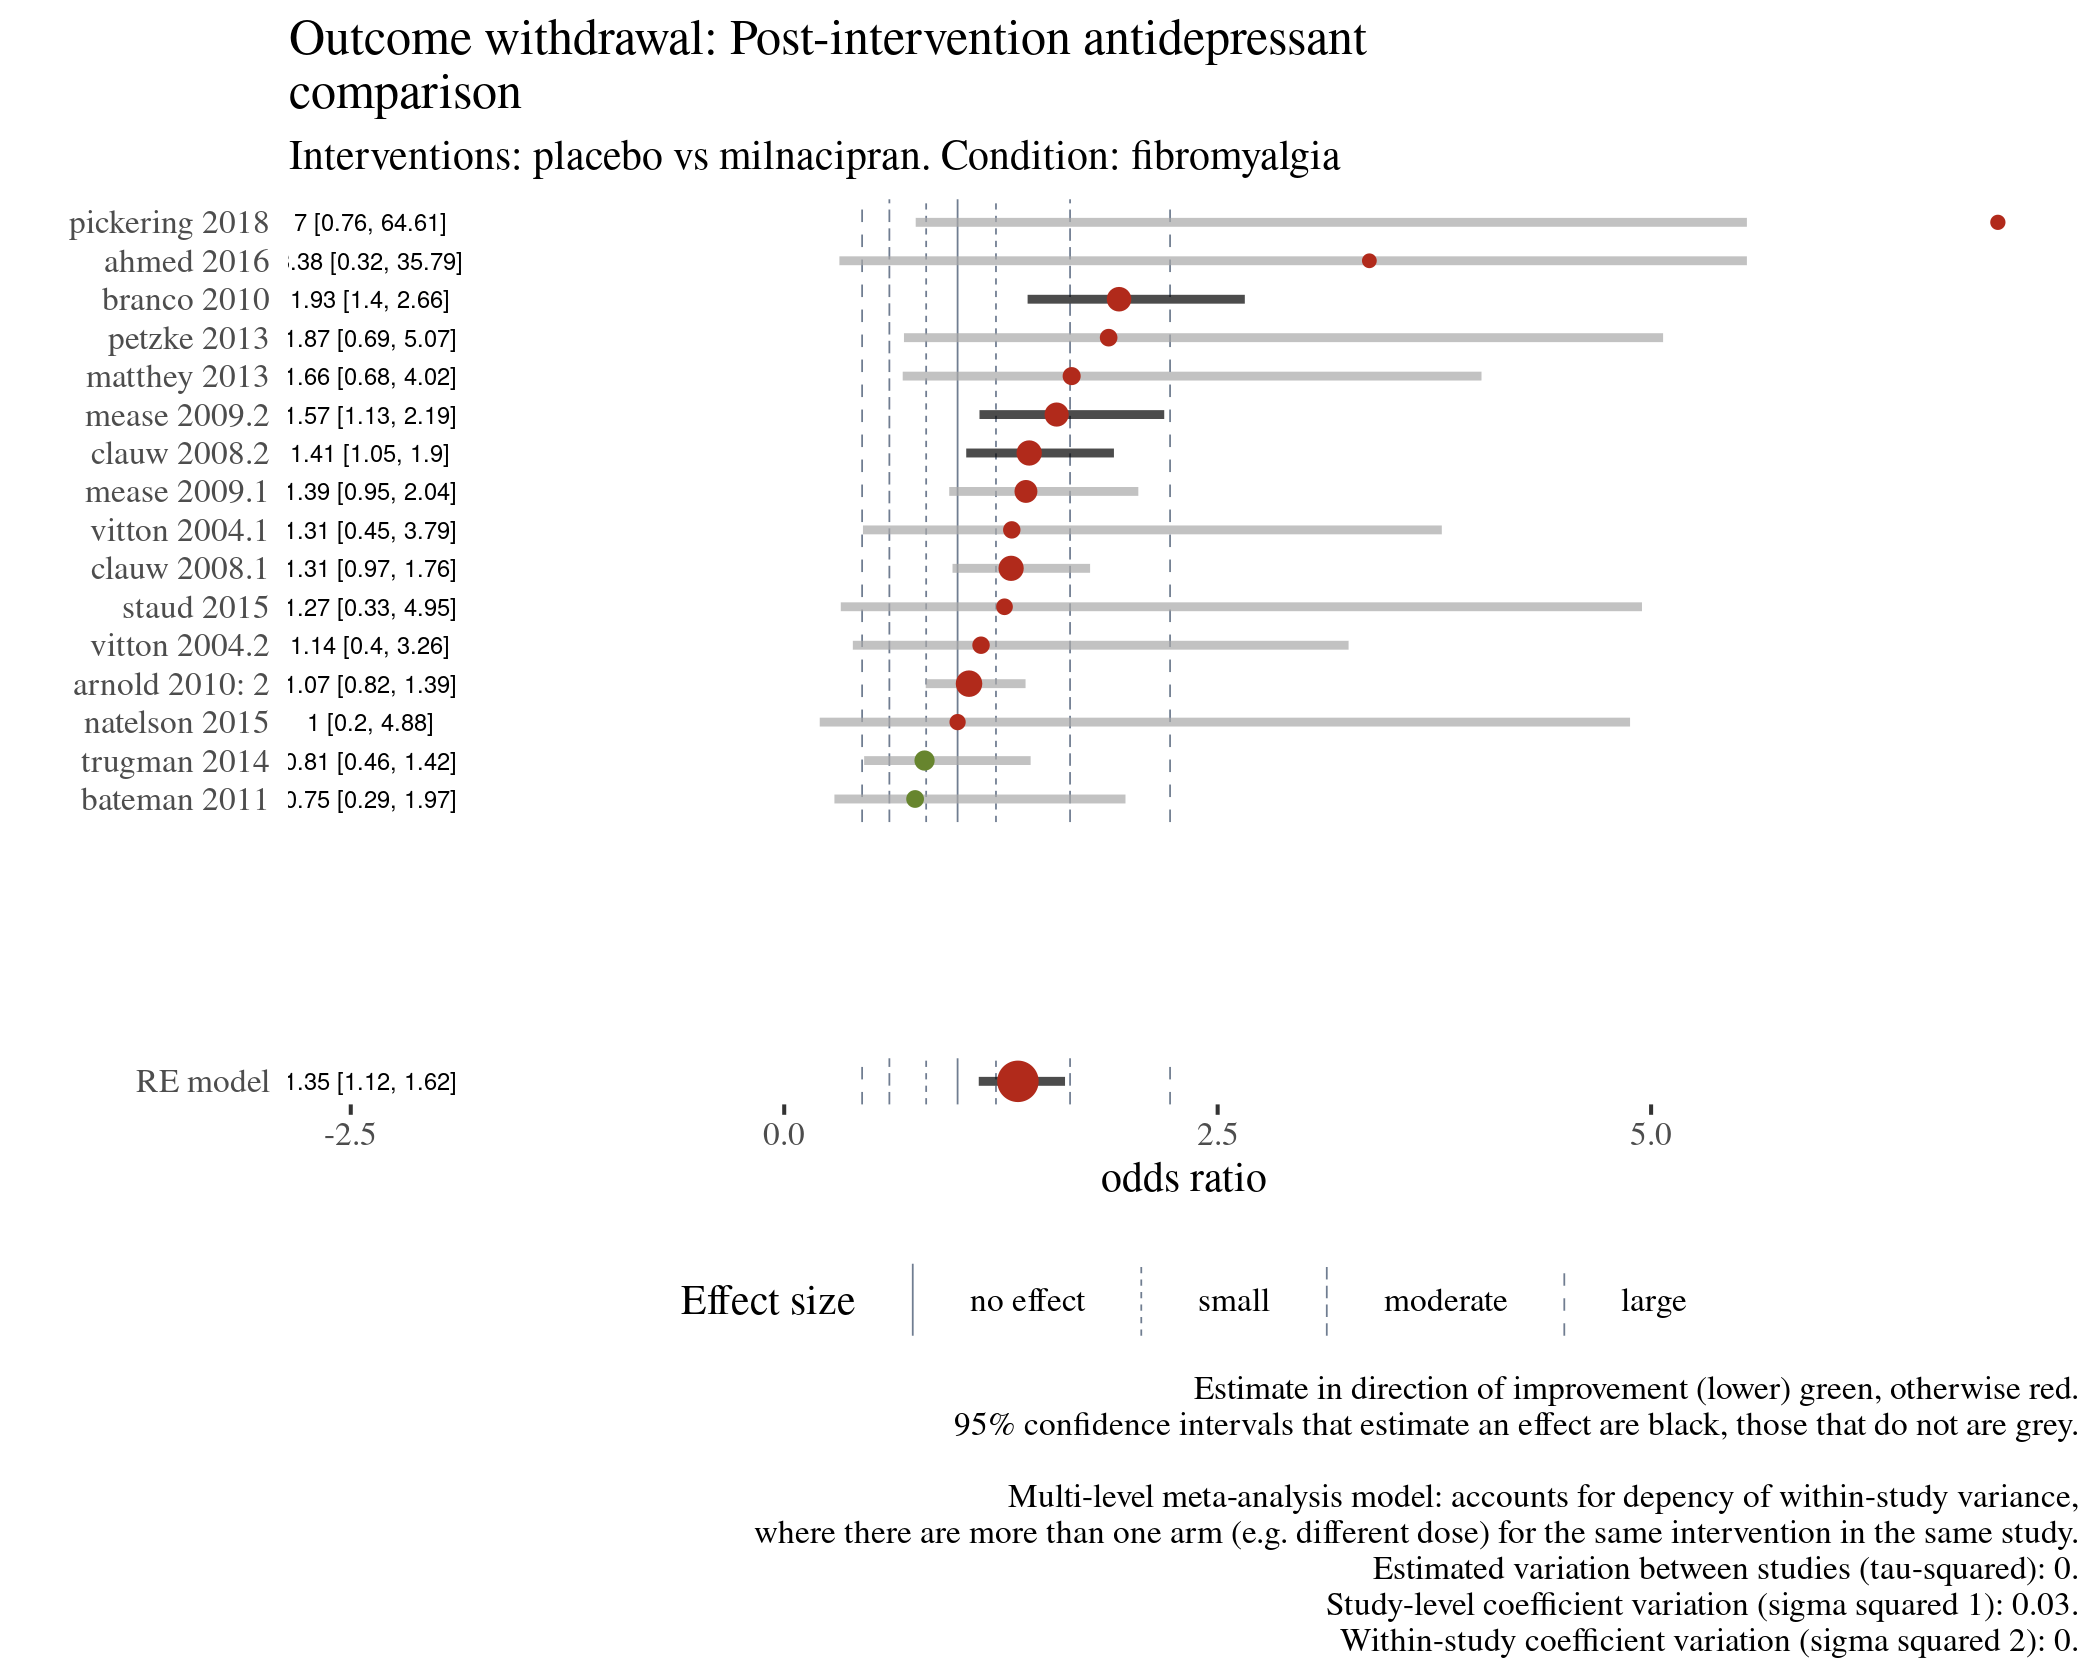 Outcome withdrawal: Post-intervention antidepressant
comparison
Interventions: placebo vs milnacipran. Condition: fibromyalgia
pickering 2018 7 [0.76, 64.61]
ahmed 2016 .38 [0.32, 35.79]
branco 2010 1.93 [1.4, 2.66]
petzke 2013 1.87 [0.69, 5.07]
matthey 2013 1.66 [0.68, 4.02]
mease 2009.2 1.57 [1.13, 2.19]
clauw 2008.2 1.41 [1.05, 1.9]
mease 2009.1 1.39 [0.95, 2.04]
vitton 2004.1 1.31 [0.45, 3.79]
clauw 2008.1 1.31 [0.97, 1.76]
staud 2015 1.27 [0.33, 4.95]
vitton 2004.2 1.14 [0.4, 3.26]
arnold 2010: 2 1.07 [0.82, 1.39]
natelson 2015 1 [0.2, 4.88]
trugman 2014 0.81 [0.46, 1.42]
bateman 2011 0.75 [0.29, 1.97]
RE model 1.35 [1.12, 1.62]
-2.5 0.0 2.5 5.0
odds ratio
Effect size no effect small moderate large
Estimate in direction of improvement (lower) green, otherwise red.
95% confidence intervals that estimate an effect are black, those that do not are grey.
Multi-level meta-analysis model: accounts for depency of within-study variance,
where there are more than one arm (e.g. different dose) for the same intervention in the same study.
Estimated variation between studies (tau-squared): 0.
Study-level coefficient variation (sigma squared 1): 0.03.
Within-study coefficient variation (sigma squared 2): 0.